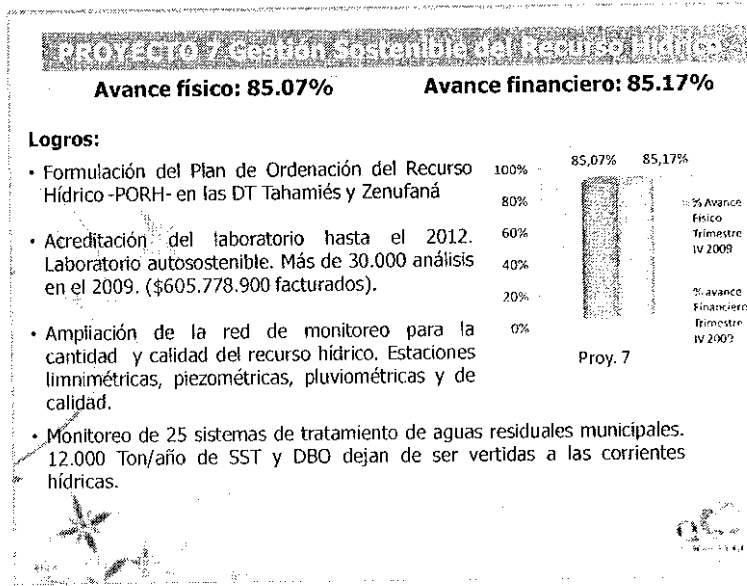 PROYECTO 7 Gestión Sostenible del Recurso Hídrico
Avance físico: 85.07%
Avance financiero: 85.17%
Logros:
• Formulación del Plan de Ordenación del Recurso
Hídrico -PORH- en las DT Tahamiés y Zenufaná
• Acreditación del laboratorio hasta el 2012.
Laboratorio autosostenible. Más de 30.000 análisis
en el 2009. ($605.778.900 facturados).
• Ampliación de la red de monitoreo para la
cantidad y calidad del recurso hídrico. Estaciones
limnimétricas, piezométricas, pluviométricas y de
calidad.
• Monitoreo de 25 sistemas de tratamiento de aguas residuales municipales.
12.000 Ton/año de SST y DBO dejan de ser vertidas a las corrientes
hídricas.
85,07% 85,17%
100%
80%
60%
40%
20%
0%
Proy. 7
% Avance
Físico
Trimestre
IV 2009
% avance
Financiero
Trimestre
IV 2009